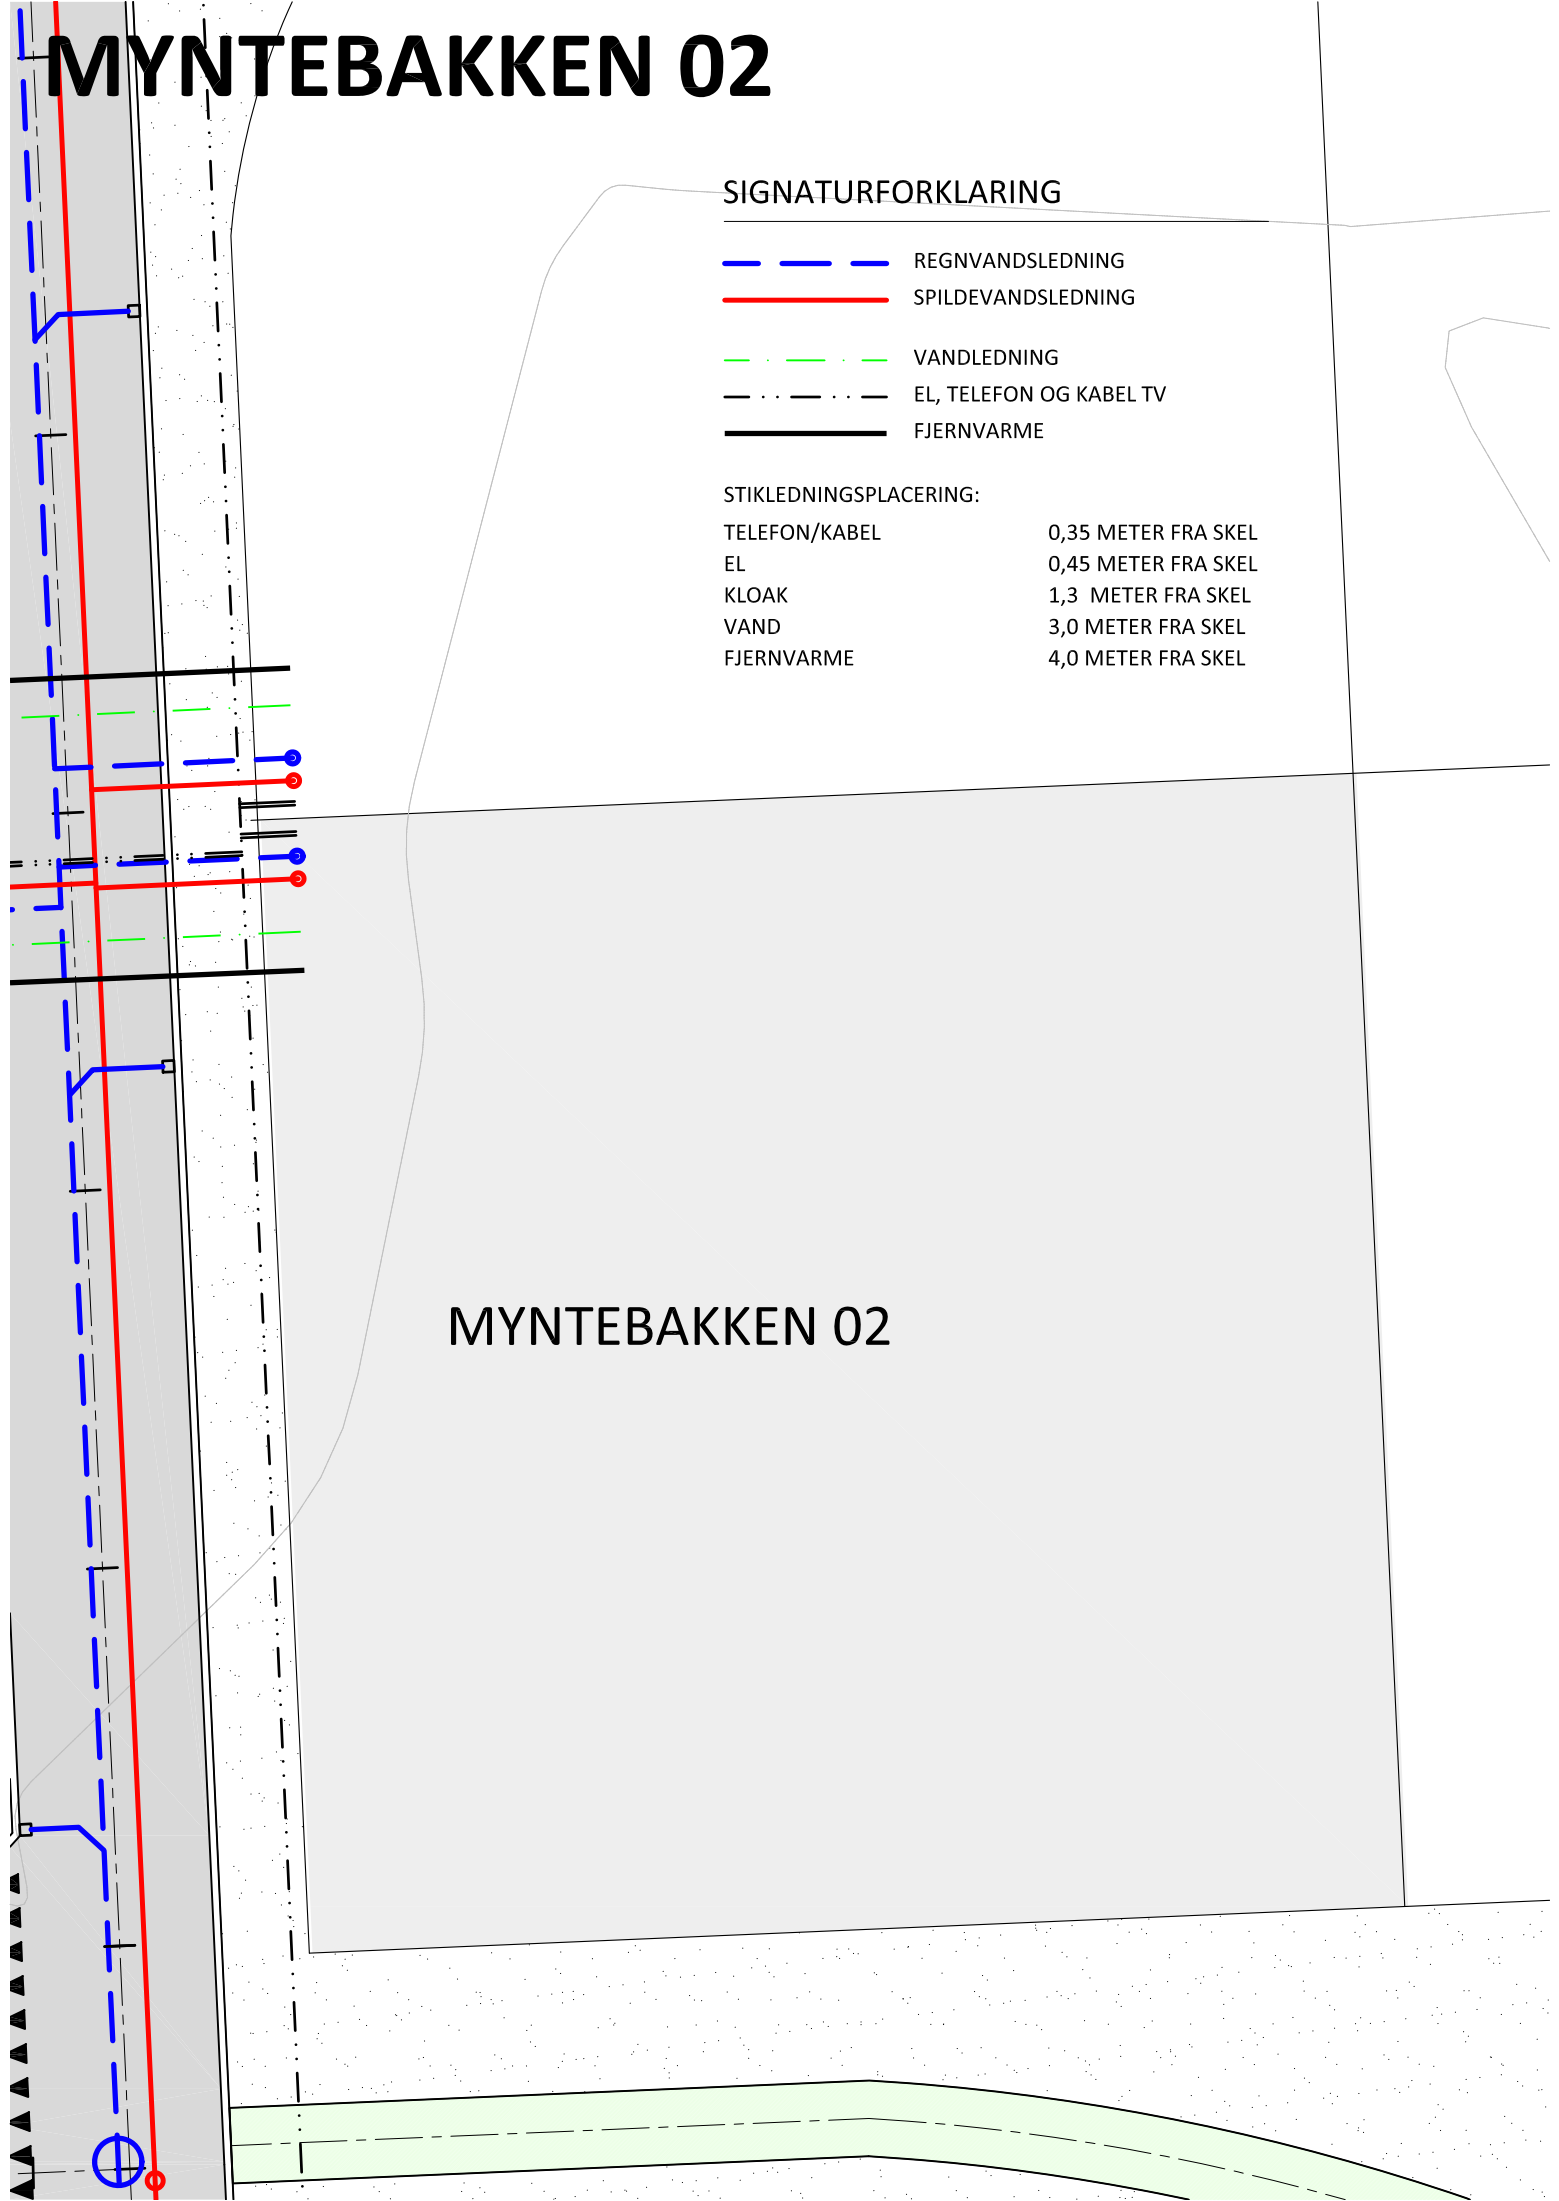 MYNTEBAKKEN 02
SIGNATURFORKLARING
REGNVANDSLEDNING
SPILDEVANDSLEDNING
VANDLEDNING
EL, TELEFON OG KABEL TV
FJERNVARME
STIKLEDNINGSPLACERING:
TELEFON/KABEL 0,35 METER FRA SKEL
EL 0,45 METER FRA SKEL
KLOAK 1,3 METER FRA SKEL
VAND 3,0 METER FRA SKEL
FJERNVARME 4,0 METER FRA SKEL
MYNTEBAKKEN 02